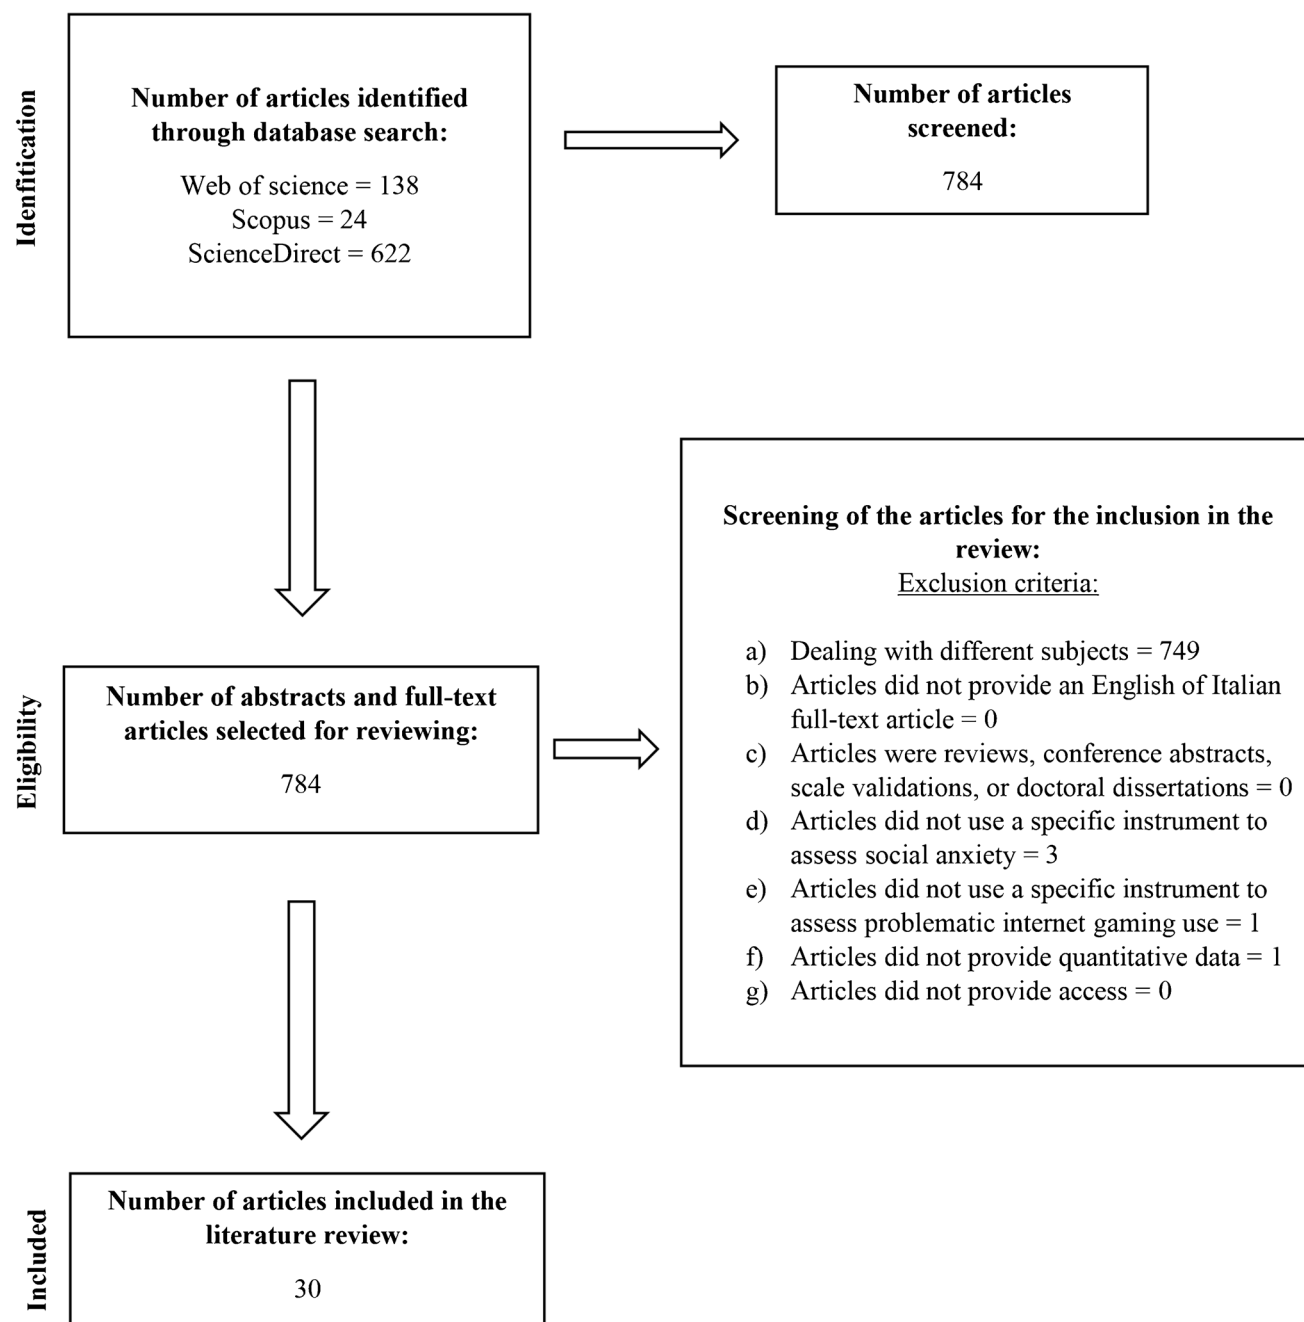 Idenfitication
Number of articles identified
through database search:
Web of science = 138
Scopus = 24
ScienceDirect = 622
Number of articles
screened:
784
Eligibility
Number of abstracts and full-text
articles selected for reviewing:
784
Screening of the articles for the inclusion in the
review:
Exclusion criteria:
a) Dealing with different subjects = 749
b) Articles did not provide an English of Italian
full-text article = 0
c) Articles were reviews, conference abstracts,
scale validations, or doctoral dissertations = 0
d) Articles did not use a specific instrument to
assess social anxiety = 3
e) Articles did not use a specific instrument to
assess problematic internet gaming use = 1
f) Articles did not provide quantitative data = 1
g) Articles did not provide access = 0
Included
Number of articles included in the
literature review:
30